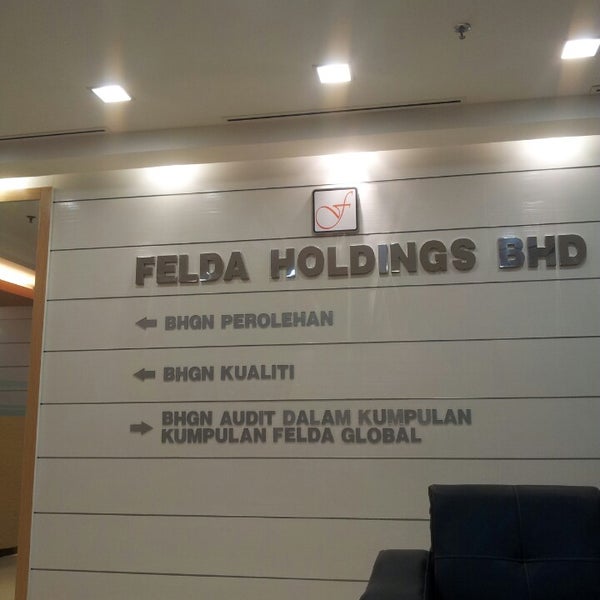 FELDA HOLDINGS BHD
BHGN PEROLEHAN
BHGN KUALITI
BHGN AUDIT DALAM KUMPULAN
KUMPULAN FELDA GLOBAL